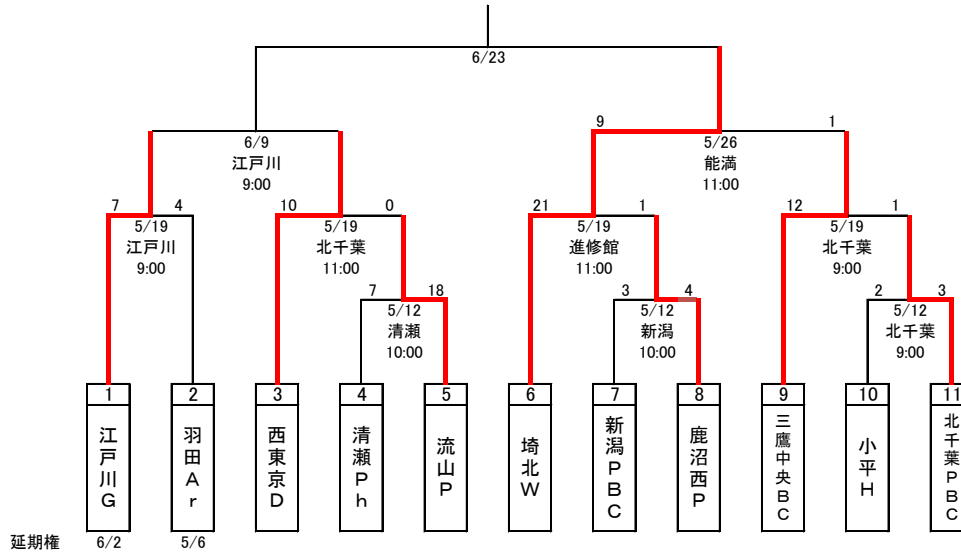 6/23
9 1
6/9 5/26
江戸川 能満
9:00 11:00
7 4 10 0 21 1 12 1
5/19 5/19 5/19 5/19
江戸川 北千葉 進修館 北千葉
9:00 11:00 11:00 9:00
7 18 3 4 2 3
5/12 5/12 5/12
清瀬 新潟 北千葉
10:00 10:00 9:00
1 2 3 4 5 6 7 8 9 10 11
江戸川G
羽田Ar
西東京D
清瀬Ph
流山P
埼北W
新潟PBC
鹿沼西P
三鷹中央BC
小平H
北千葉PBC
延期権 6/2 5/6